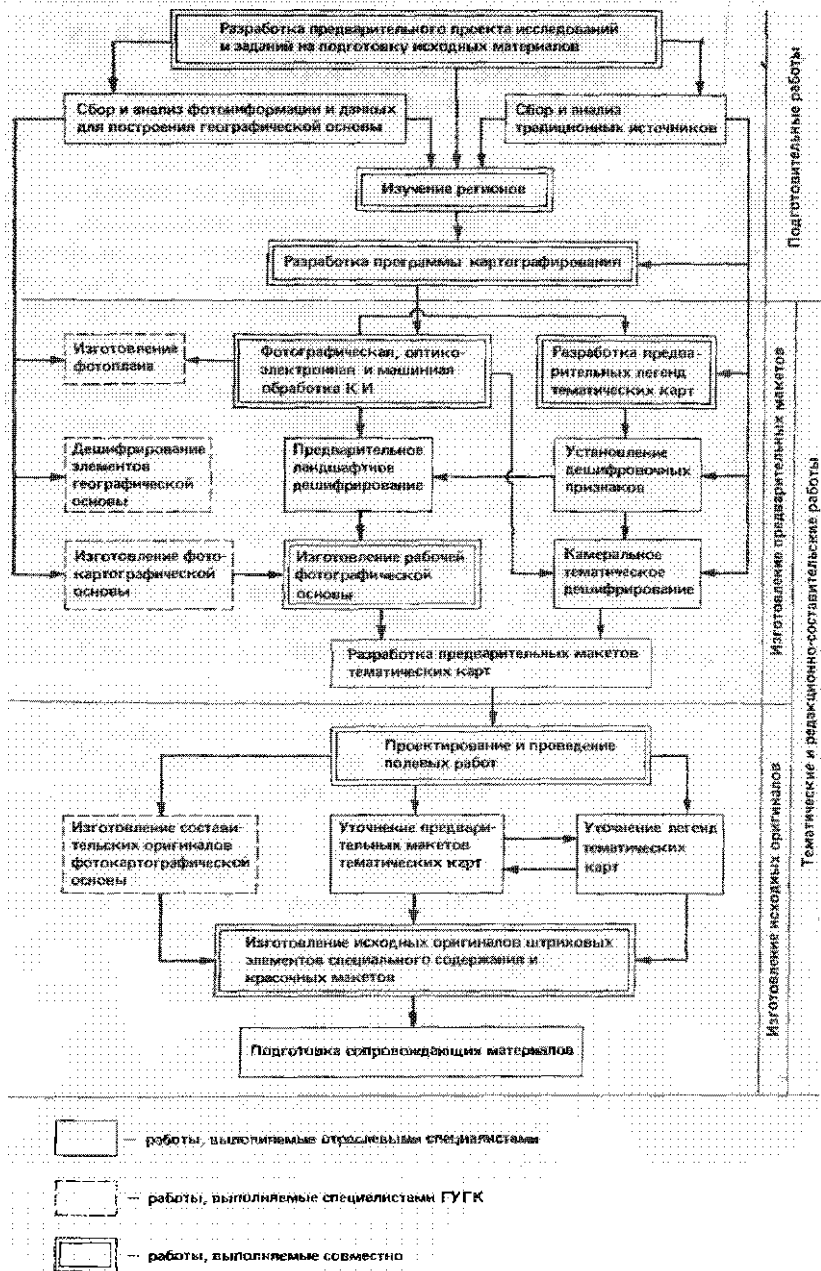 Разработка предварительного проекта исследований
и заданий на подготовку исходных материалов
Сбор и анализ фотоинформации и данных
для построения географической основы
Сбор и анализ
традиционных источников
Изучение регионов
Разработка программы картографирования
Подготовительные работы
Изготовление
фотоплана
Фотографическая, оптико-
электронная и машинная
обработка КИ
Разработка предва-
рительных легенд
тематических карт
Дешифрирование
элементов
географической
основы
Предварительное
ландшафтное
дешифрирование
Установление
дешифровочных
признаков
Изготовление фото-
картографической
основы
Изготовление рабочей
фотографической
основы
Камеральное
тематическое
дешифрирование
Разработка предварительных макетов
тематических карт
Изготовление предварительных макетов
Тематические и редакционно-составительские работы
Проектирование и проведение
полевых работ
Изготовление состави-
тельских оригиналов
фотокартографической
основы
Уточнение предвари-
тельных макетов
тематических карт
Уточнение легенд
тематических
карт
Изготовление исходных оригиналов штриховых
элементов специального содержания и
красочных макетов
Подготовка сопровождающих материалов
Изготовление исходных оригиналов
— работы, выполняемые отраслевыми специалистами
— работы, выполняемые специалистами ГУГК
— работы, выполняемые совместно